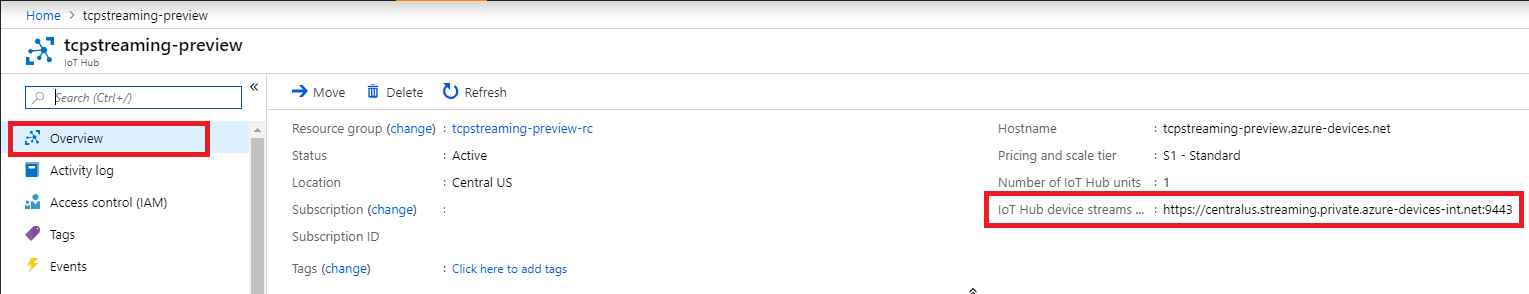 Home > tcpstreaming-preview
tcpstreaming-preview
IoT Hub
Search (Ctrl+/)
«
Overview
Activity log
Access control (IAM)
Tags
Events
Move Delete Refresh
Resource group (change) : tcpstreaming-preview-rc
Status : Active
Location : Central US
Subscription (change) :
Subscription ID
Tags (change) : Click here to add tags
Hostname : tcpstreaming-preview.azure-devices.net
Pricing and scale tier : S1 - Standard
Number of IoT Hub units : 1
IoT Hub device streams ... : https://centralus.streaming.private.azure-devices-int.net:9443